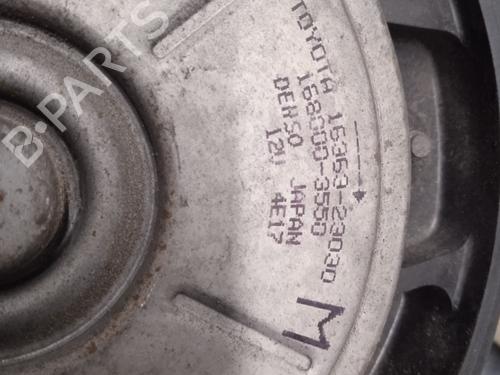 TOYOTA 16363-23030
168000-3550
DENSO JAPAN
12V 4E17
M
B-PARTS